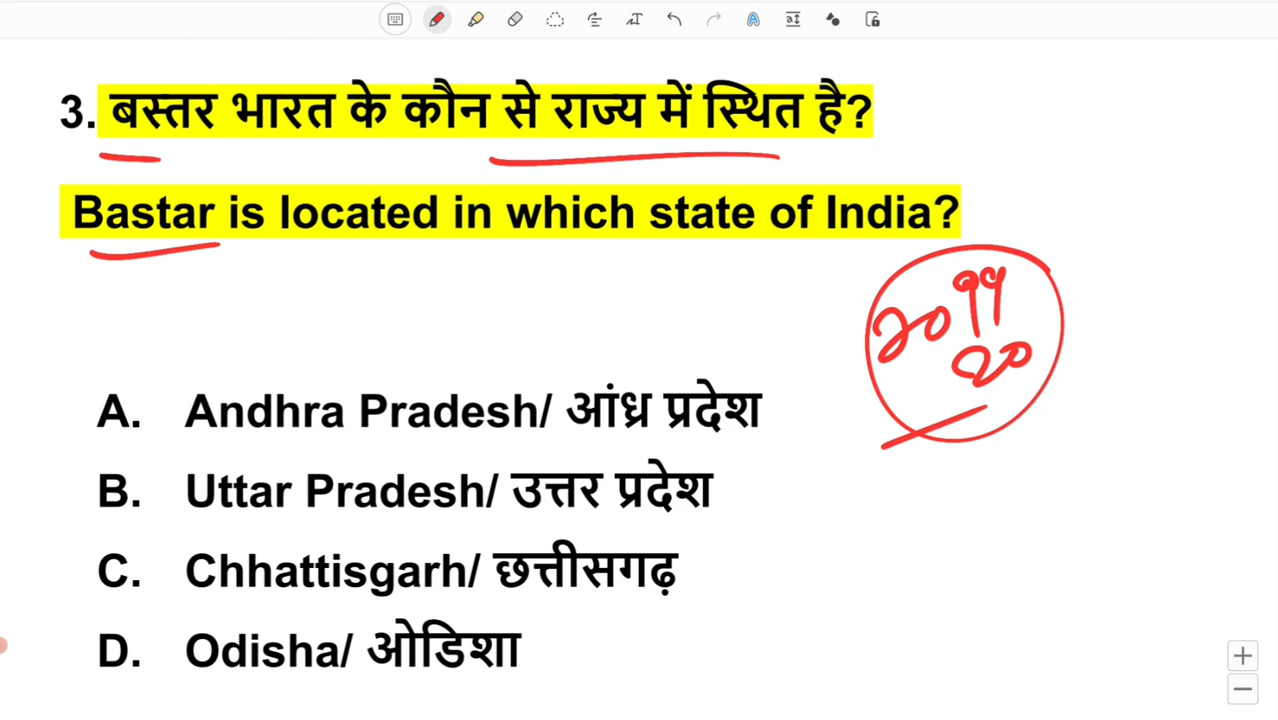 3. बस्तर भारत के कौन से राज्य में स्थित है?
Bastar is located in which state of India?
A. Andhra Pradesh/ आंध्र प्रदेश
B. Uttar Pradesh/ उत्तर प्रदेश
C. Chhattisgarh/ छत्तीसगढ़
D. Odisha/ ओडिशा